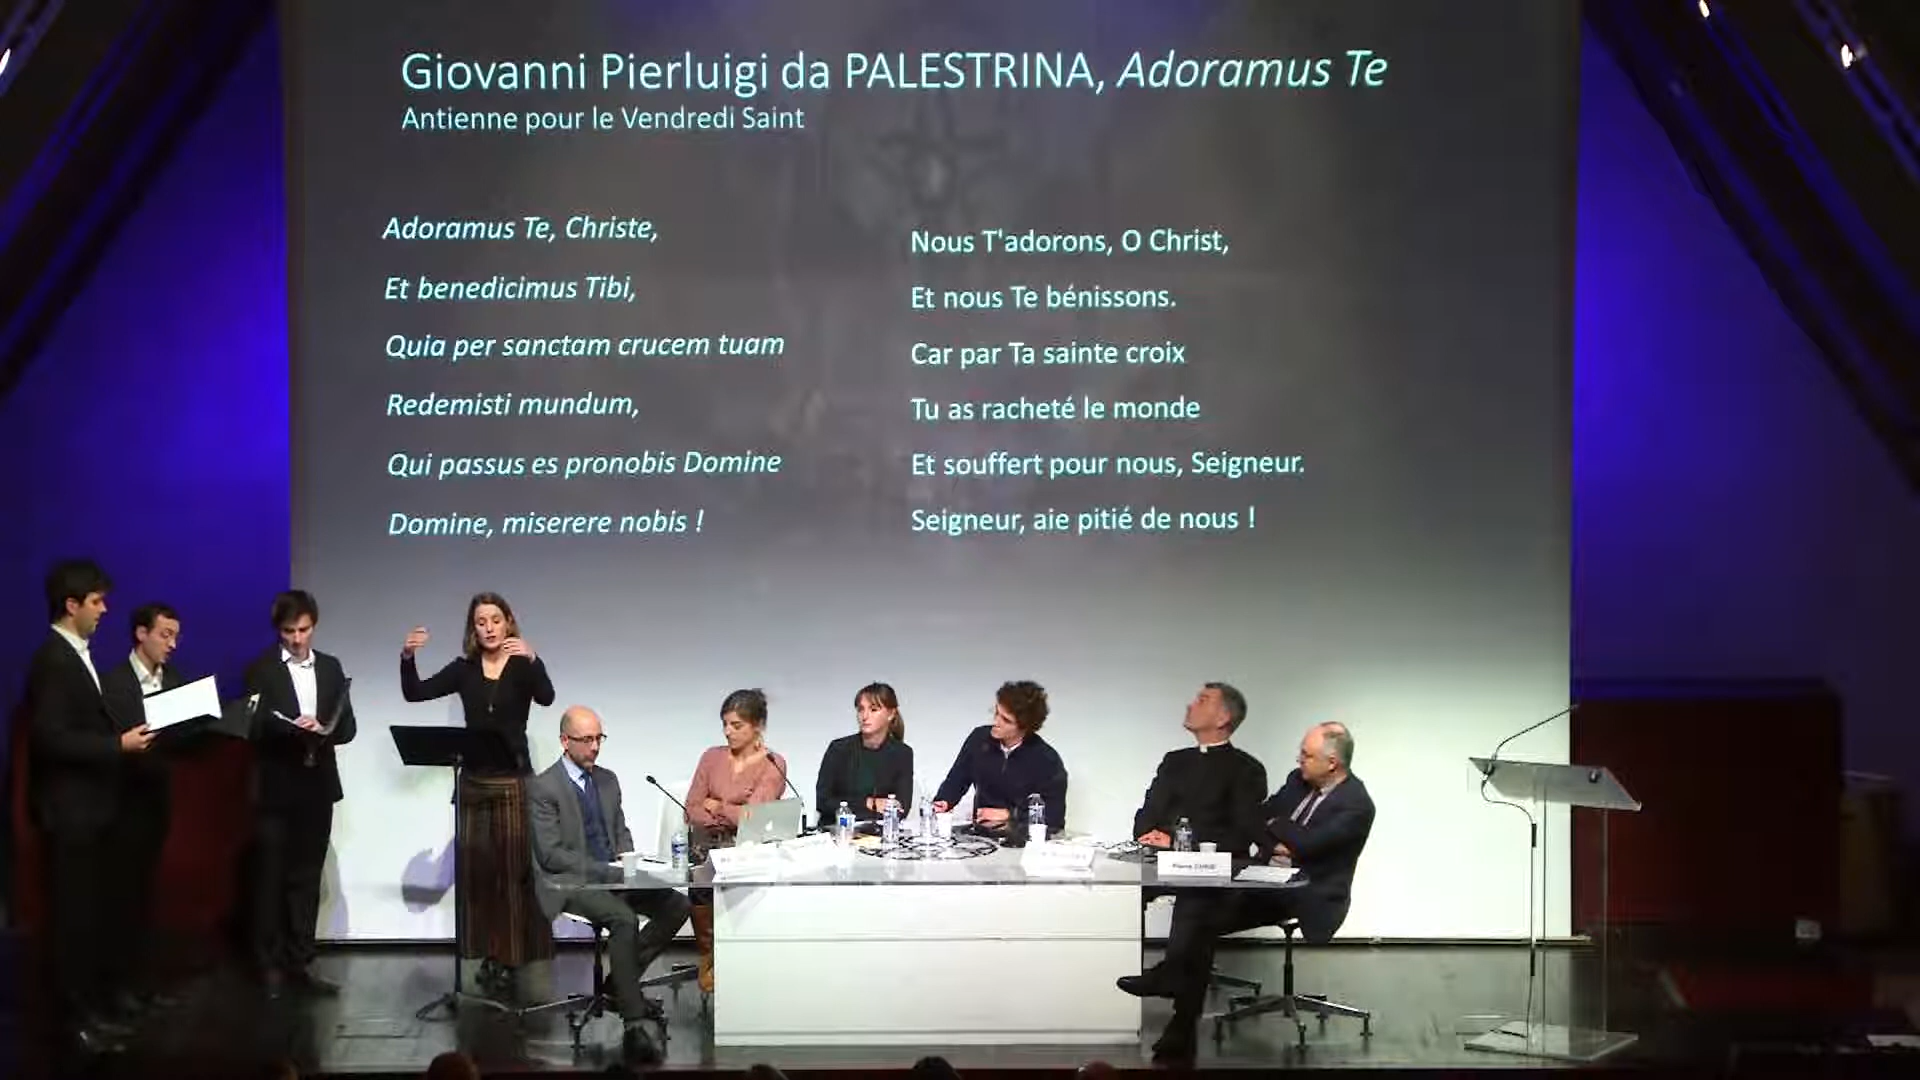 Giovanni Pierluigi da PALESTRINA, Adoramus Te
Antienne pour le Vendredi Saint
Adoramus Te, Christe,
Et benedicimus Tibi,
Quia per sanctam crucem tuam
Redemisti mundum,
Qui passus es pronobis Domine
Domine, miserere nobis !
Nous T'adorons, O Christ,
Et nous Te bénissons.
Car par Ta sainte croix
Tu as racheté le monde
Et souffert pour nous, Seigneur.
Seigneur, aie pitié de nous !